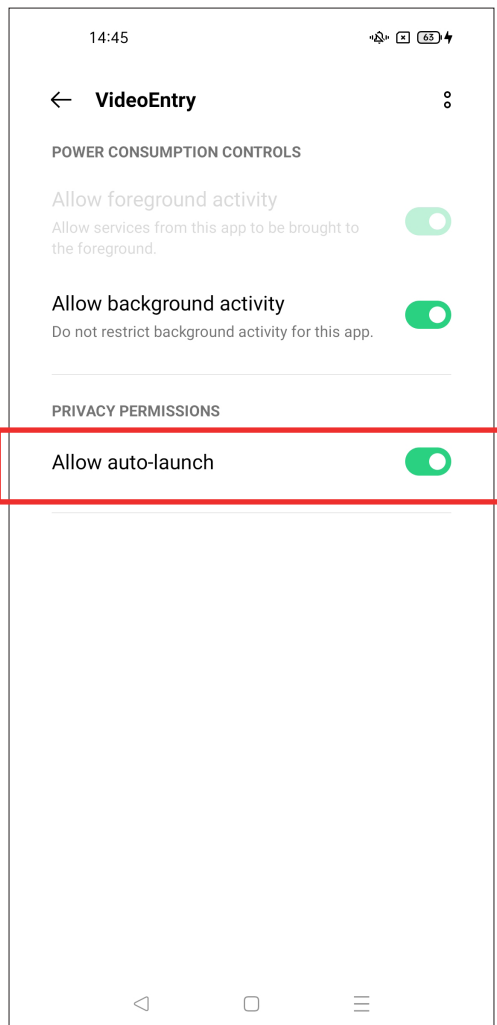 14:45
63
VideoEntry
POWER CONSUMPTION CONTROLS
Allow foreground activity
Allow services from this app to be brought to
the foreground.
Allow background activity
Do not restrict background activity for this app.
PRIVACY PERMISSIONS
Allow auto-launch